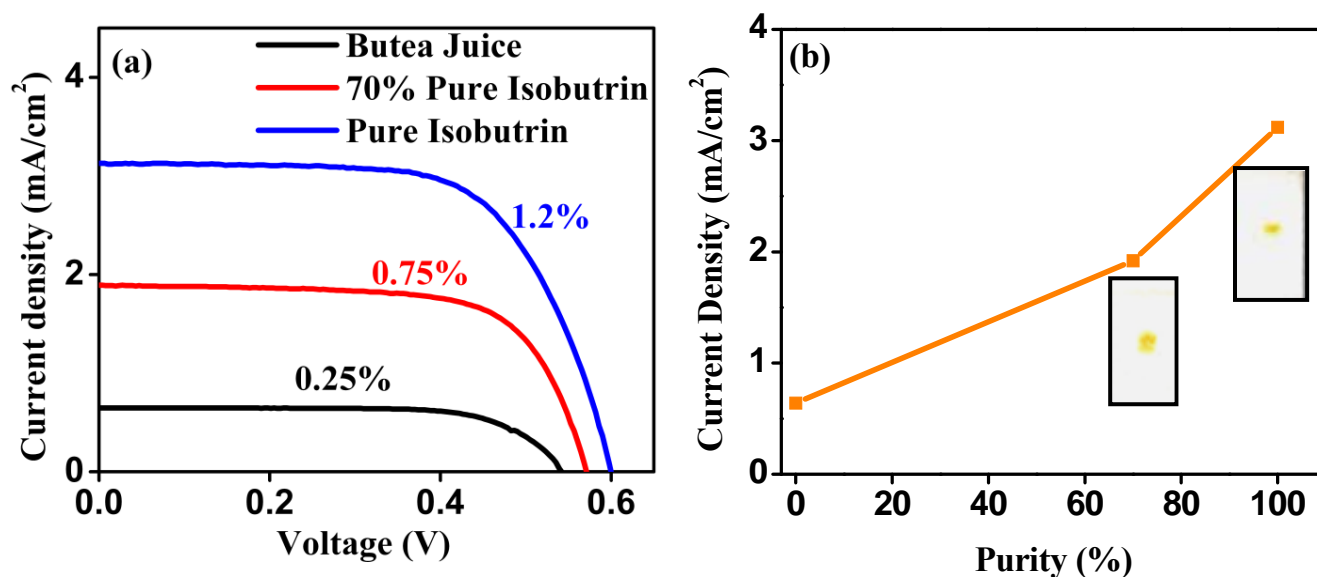 (a)
Butea Juice
70% Pure Isobutrin
Pure Isobutrin
1.2%
0.75%
0.25%
Current density (mA/cm²)
4
2
0
0.0 0.2 0.4 0.6
Voltage (V)
(b)
Current Density (mA/cm²)
4
3
2
1
0
0 20 40 60 80 100
Purity (%)